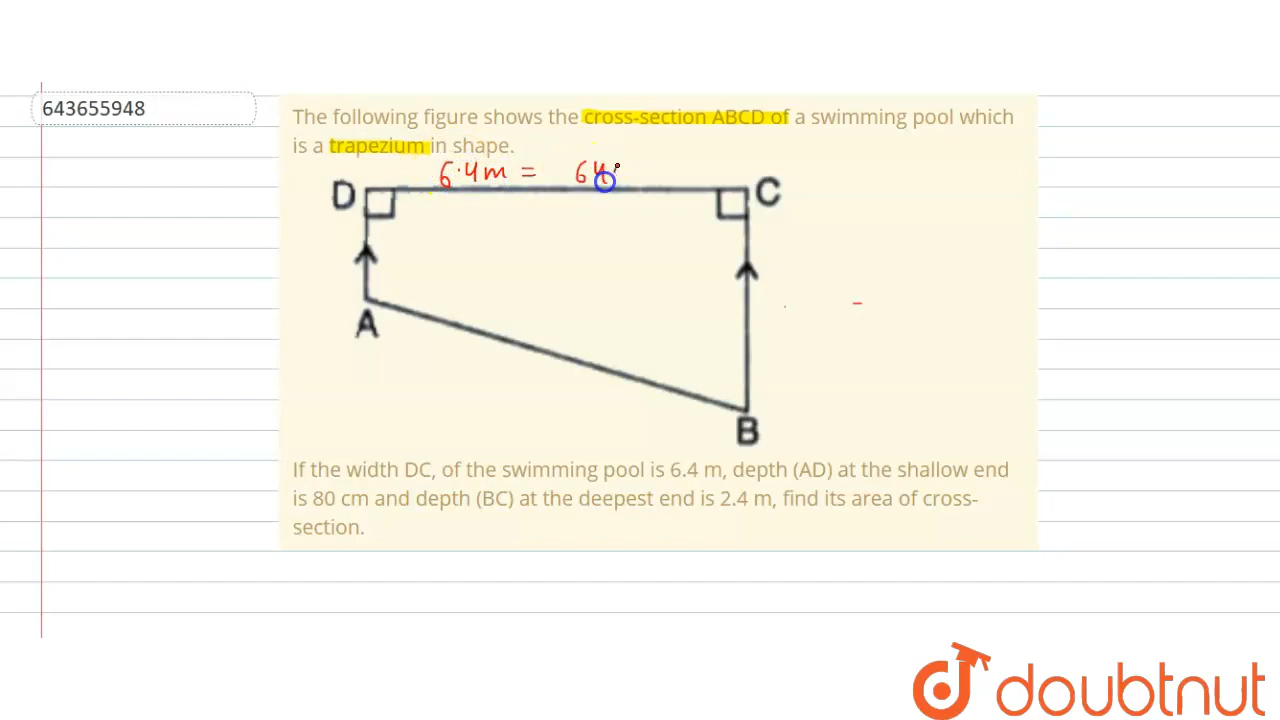 643655948
The following figure shows the cross-section ABCD of a swimming pool which
is a trapezium in shape.
6.4m = 64
D
C
A
B
If the width DC, of the swimming pool is 6.4 m, depth (AD) at the shallow end
is 80 cm and depth (BC) at the deepest end is 2.4 m, find its area of cross-
section.
doubtnut